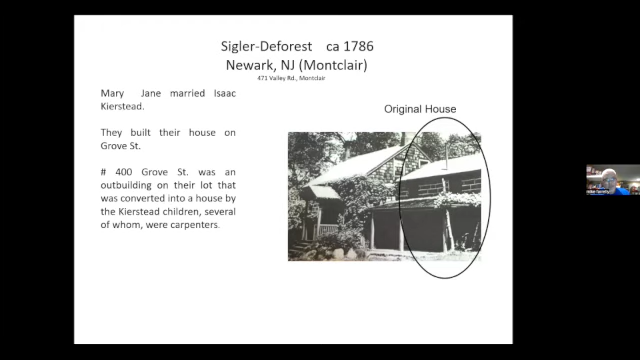 Sigler-Deforest ca 1786
Newark, NJ (Montclair)
471 Valley Rd., Montclair
Mary Jane married Isaac
Kierstead.
They built their house on
Grove St.
# 400 Grove St. was an
outbuilding on their lot that
was converted into a house by
the Kierstead children, several
of whom, were carpenters.
Original House